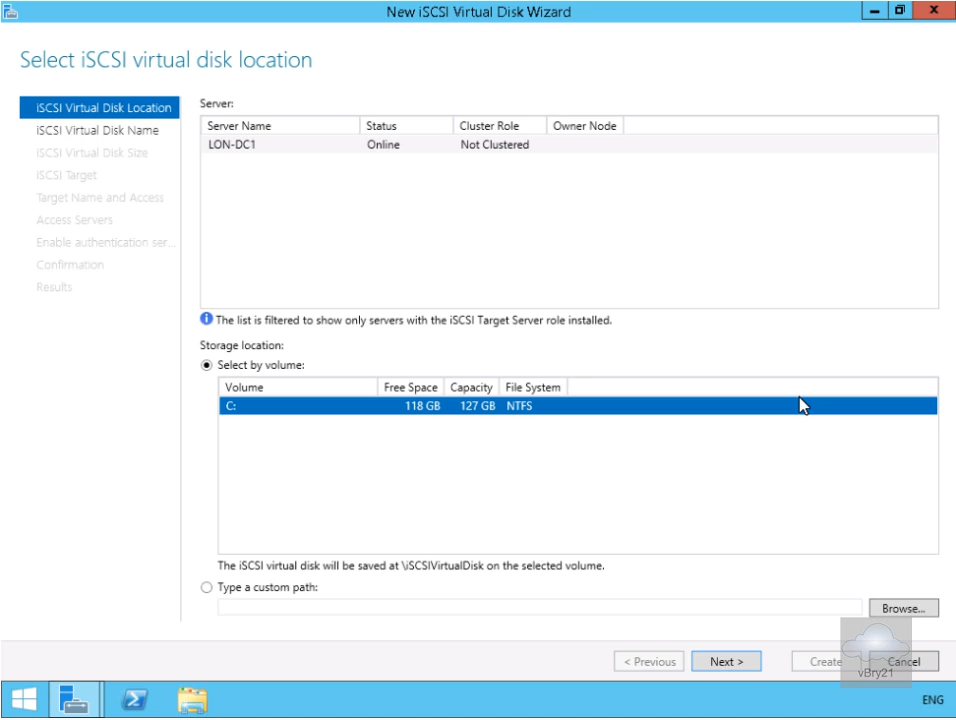 New iSCSI Virtual Disk Wizard
Select iSCSI virtual disk location
iSCSI Virtual Disk Location
iSCSI Virtual Disk Name
iSCSI Virtual Disk Size
iSCSI Target
Target Name and Access
Access Servers
Enable authentication ser...
Confirmation
Results
Server:
Server Name Status Cluster Role Owner Node
LON-DC1 Online Not Clustered
The list is filtered to show only servers with the iSCSI Target Server role installed.
Storage location:
Select by volume:
Volume Free Space Capacity File System
C: 118 GB 127 GB NTFS
The iSCSI virtual disk will be saved at \iSCSIVirtualDisk on the selected volume.
Type a custom path:
Browse...
< Previous Next > Create Cancel
vBry21
ENG